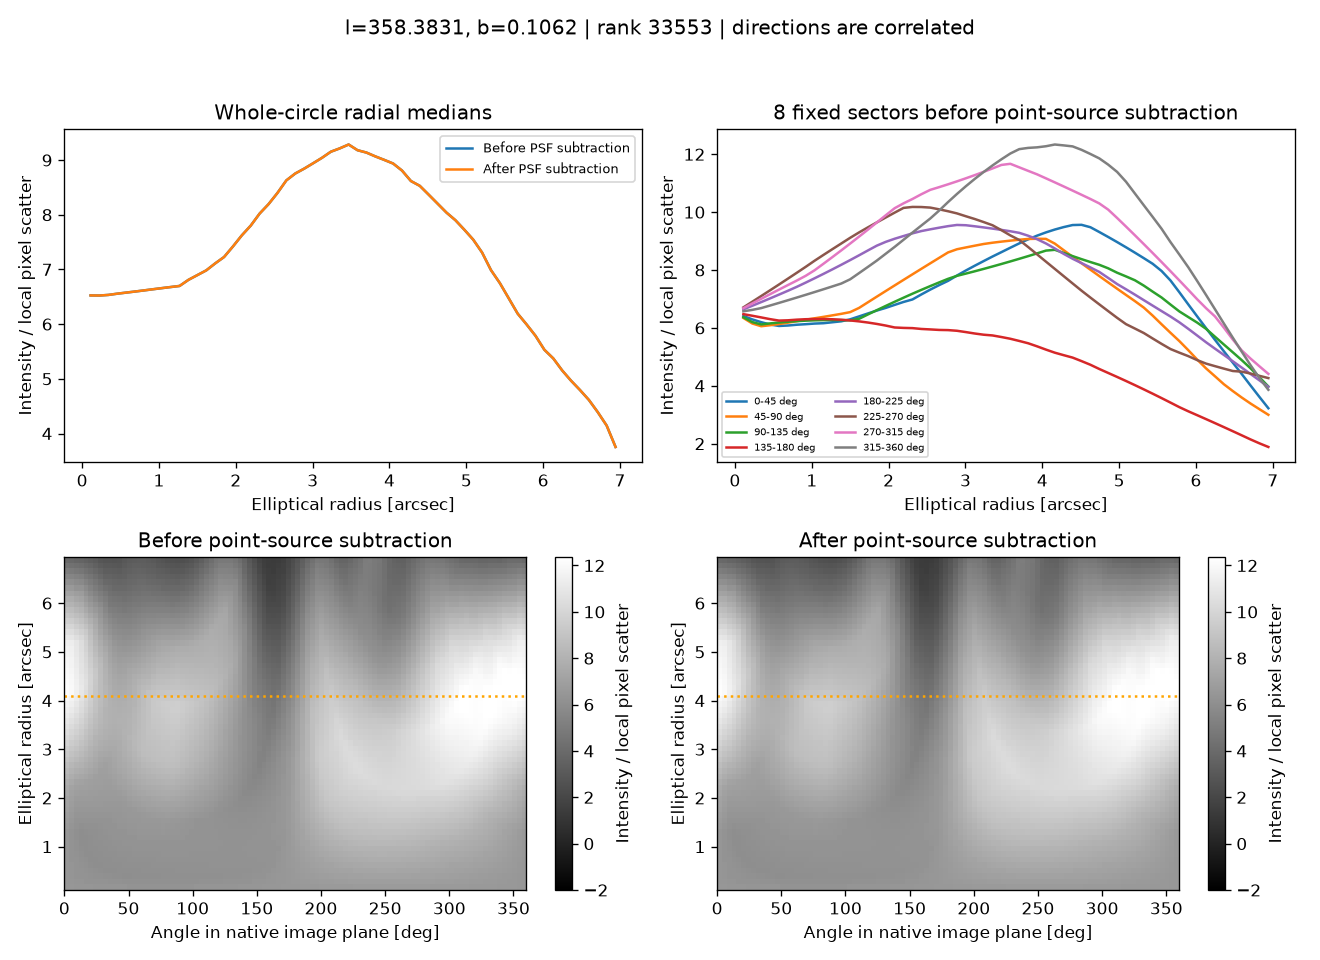 l=358.3831, b=0.1062 | rank 33553 | directions are correlated
Whole-circle radial medians
Intensity / local pixel scatter
9
8
7
6
5
4
Before PSF subtraction
After PSF subtraction
0 1 2 3 4 5 6 7
Elliptical radius [arcsec]
8 fixed sectors before point-source subtraction
Intensity / local pixel scatter
12
10
8
6
4
2
0-45 deg
45-90 deg
90-135 deg
135-180 deg
180-225 deg
225-270 deg
270-315 deg
315-360 deg
0 1 2 3 4 5 6 7
Elliptical radius [arcsec]
Before point-source subtraction
Elliptical radius [arcsec]
6
5
4
3
2
1
0 50 100 150 200 250 300 350
Angle in native image plane [deg]
12
10
8
6
4
2
0
−2
Intensity / local pixel scatter
After point-source subtraction
Elliptical radius [arcsec]
6
5
4
3
2
1
0 50 100 150 200 250 300 350
Angle in native image plane [deg]
12
10
8
6
4
2
0
−2
Intensity / local pixel scatter